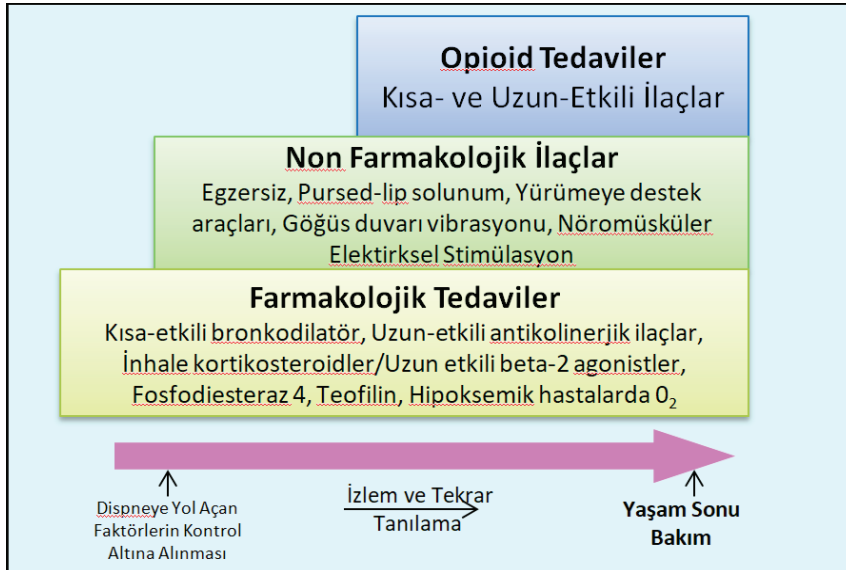 Opioid Tedaviler
Kısa- ve Uzun-Etkili İlaçlar
Non Farmakolojik İlaçlar
Egzersiz, Pursed-lip solunum, Yürümeye destek
araçları, Göğüs duvarı vibrasyonu, Nöromüsküler
Elektirksel Stimülasyon
Farmakolojik Tedaviler
Kısa-etkili bronkodilatör, Uzun-etkili antikolinerjik ilaçlar,
İnhale kortikosteroidler/Uzun etkili beta-2 agonistler,
Fosfodiesteraz 4, Teofilin, Hipoksemik hastalarda 0₂
Dispneye Yol Açan
Faktörlerin Kontrol
Altına Alınması
İzlem ve Tekrar
Tanılama
Yaşam Sonu
Bakım